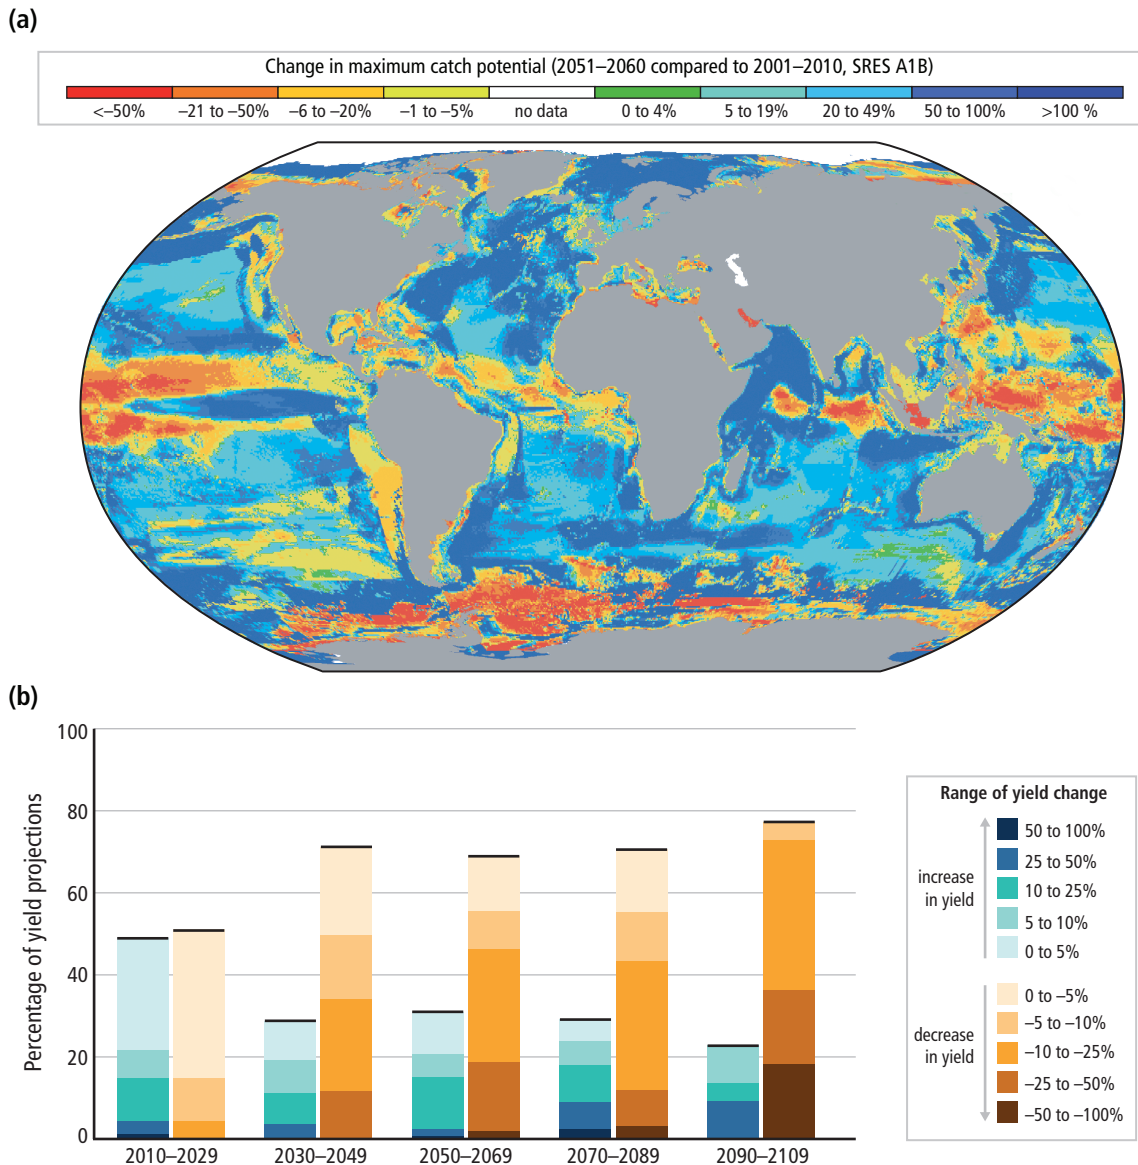 (a)
Change in maximum catch potential (2051–2060 compared to 2001–2010, SRES A1B)
<–50%
–21 to –50%
–6 to –20%
–1 to –5%
no data
0 to 4%
5 to 19%
20 to 49%
50 to 100%
>100 %
(b)
Percentage of yield projections
100
80
60
40
20
0
2010–2029
2030–2049
2050–2069
2070–2089
2090–2109
Range of yield change
increase
in yield
50 to 100%
25 to 50%
10 to 25%
5 to 10%
0 to 5%
decrease
in yield
0 to –5%
–5 to –10%
–10 to –25%
–25 to –50%
–50 to –100%